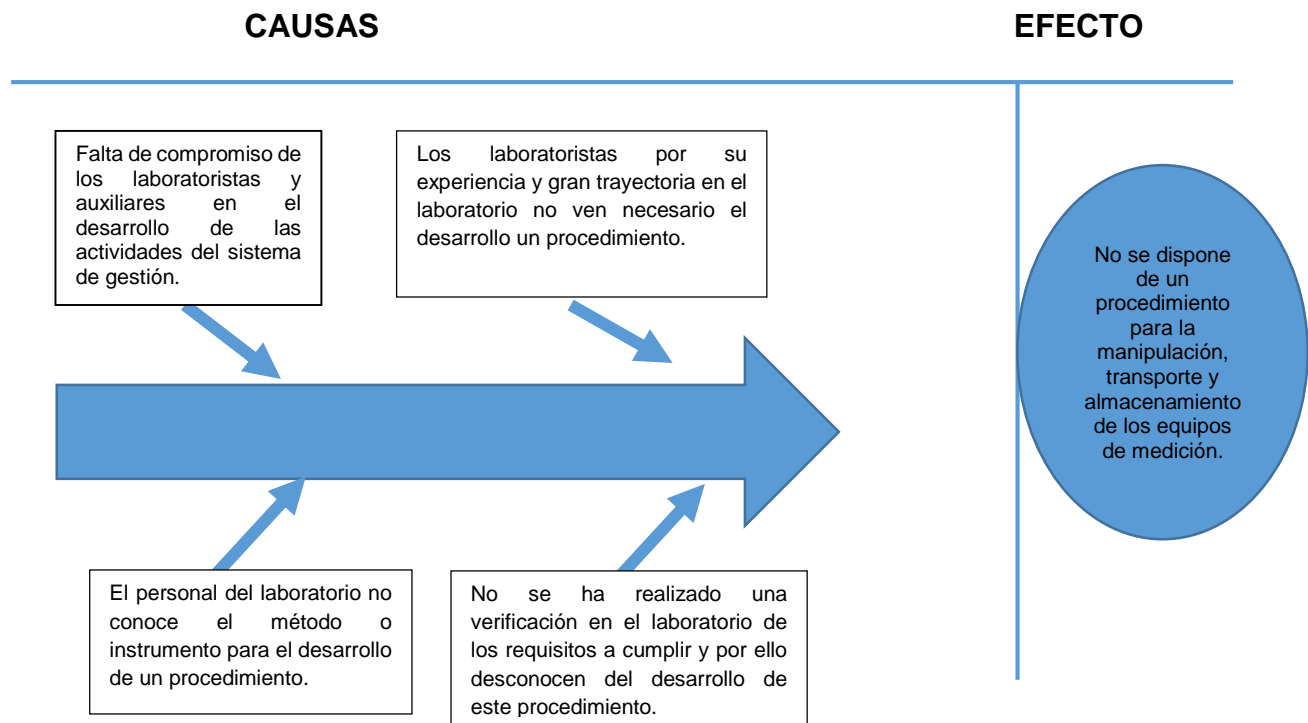 CAUSAS
EFECTO
Falta de compromiso de
los laboratoristas y
auxiliares en el
desarrollo de las
actividades del sistema
de gestión.
Los laboratoristas por su
experiencia y gran trayectoria en el
laboratorio no ven necesario el
desarrollo un procedimiento.
No se dispone
de un
procedimiento
para la
manipulación,
transporte y
almacenamiento
de los equipos
de medición.
El personal del laboratorio no
conoce el método o
instrumento para el desarrollo
de un procedimiento.
No se ha realizado una
verificación en el laboratorio de
los requisitos a cumplir y por ello
desconocen del desarrollo de
este procedimiento.